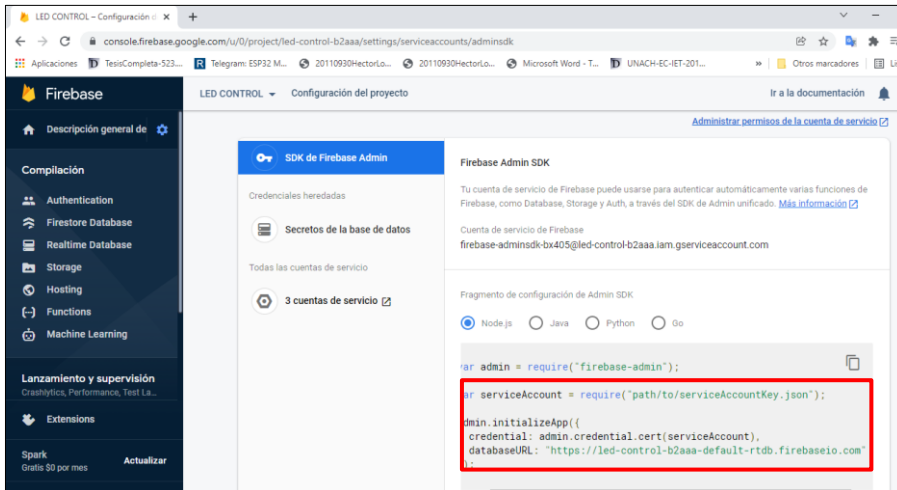 LED CONTROL – Configuración d
console.firebase.google.com/u/0/project/led-control-b2aaa/settings/serviceaccounts/adminsdk
Aplicaciones TesisCompleta-523... Telegram: ESP32 M... 20110930HectorLo... 20110930HectorLo... Microsoft Word - T... UNACH-EC-IET-201... » Otros marcadores Li
Firebase
LED CONTROL Configuración del proyecto Ir a la documentación
Administrar permisos de la cuenta de servicio
Descripción general de
Compilación
Authentication
Firestore Database
Realtime Database
Storage
Hosting
Functions
Machine Learning
Lanzamiento y supervisión
Crashlytics, Performance, Test La...
Extensions
Spark
Gratis $0 por mes
Actualizar
SDK de Firebase Admin
Credenciales heredadas
Secretos de la base de datos
Todas las cuentas de servicio
3 cuentas de servicio
Firebase Admin SDK
Tu cuenta de servicio de Firebase puede usarse para autenticar automáticamente varias funciones de
Firebase, como Database, Storage y Auth, a través del SDK de Admin unificado. Más información
Cuenta de servicio de Firebase
firebase-adminsdk-bx405@led-control-b2aaa.iam.gserviceaccount.com
Fragmento de configuración de Admin SDK
Node.js Java Python Go
var admin = require("firebase-admin");
ar serviceAccount = require("path/to/serviceAccountKey.json");
dmin.initializeApp({
credential: admin.credential.cert(serviceAccount),
databaseURL: "https://led-control-b2aaa-default-rtdb.firebaseio.com"
);